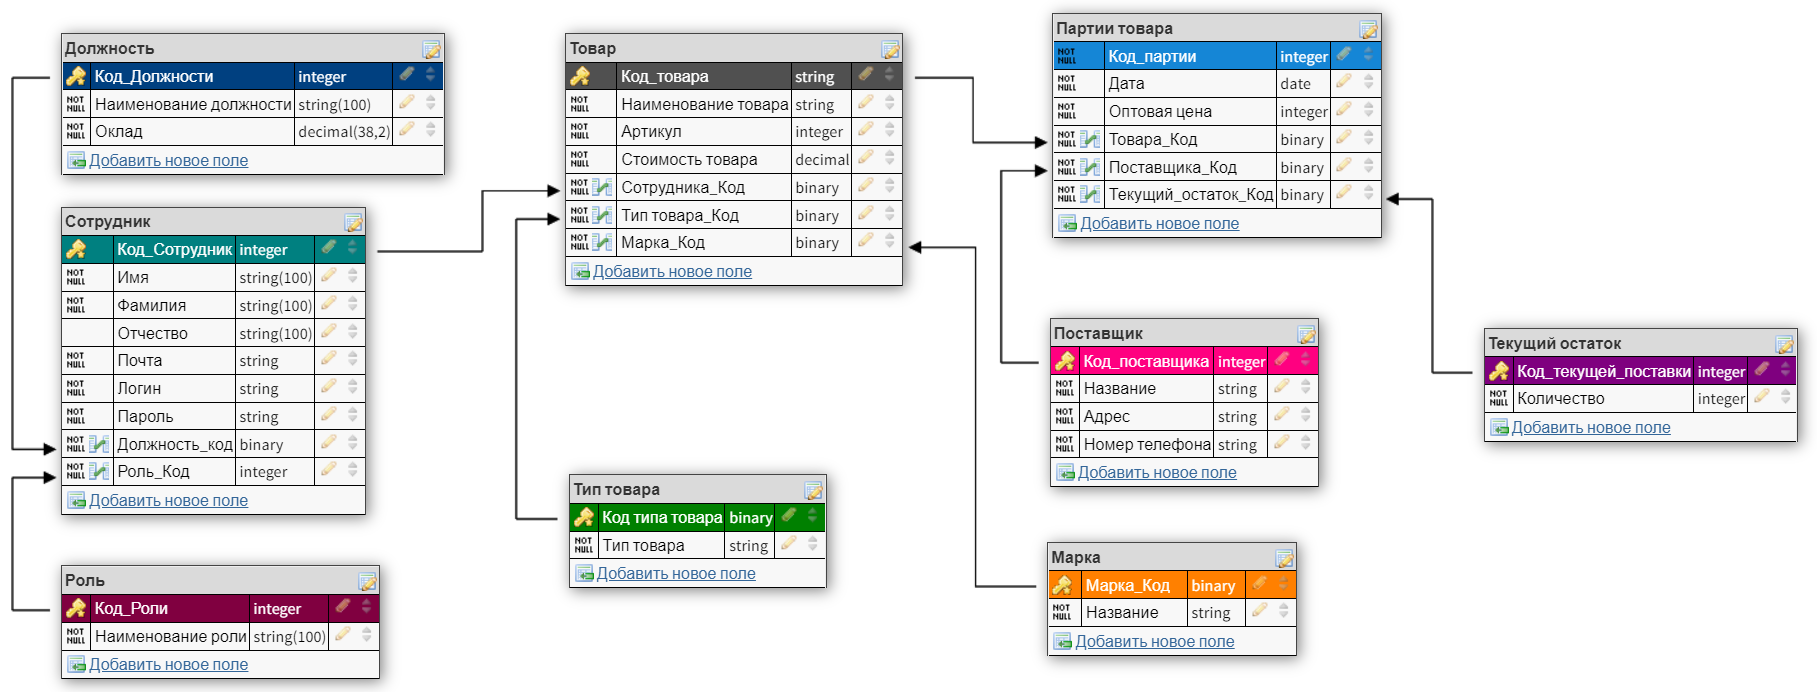 Должность
Код_Должности integer
NOT NULL Наименование должности string(100)
NOT NULL Оклад decimal(38,2)
Добавить новое поле
Сотрудник
Код_Сотрудник integer
NOT NULL Имя string(100)
NOT NULL Фамилия string(100)
Отчество string(100)
NOT NULL Почта string
NOT NULL Логин string
NOT NULL Пароль string
NOT NULL Должность_код binary
NOT NULL Роль_Код integer
Добавить новое поле
Роль
Код_Роли integer
NOT NULL Наименование роли string(100)
Добавить новое поле
Товар
Код_товара string
NOT NULL Наименование товара string
NOT NULL Артикул integer
NOT NULL Стоимость товара decimal
NOT NULL Сотрудника_Код binary
NOT NULL Тип товара_Код binary
NOT NULL Марка_Код binary
Добавить новое поле
Тип товара
Код типа товара binary
NOT NULL Тип товара string
Добавить новое поле
Партии товара
NOT NULL Код_партии integer
NOT NULL Дата date
NOT NULL Оптовая цена integer
NOT NULL Товара_Код binary
NOT NULL Поставщика_Код binary
NOT NULL Текущий_остаток_Код binary
Добавить новое поле
Поставщик
Код_поставщика integer
NOT NULL Название string
NOT NULL Адрес string
NOT NULL Номер телефона string
Добавить новое поле
Марка
Марка_Код binary
NOT NULL Название string
Добавить новое поле
Текущий остаток
Код_текущей_поставки integer
NOT NULL Количество integer
Добавить новое поле